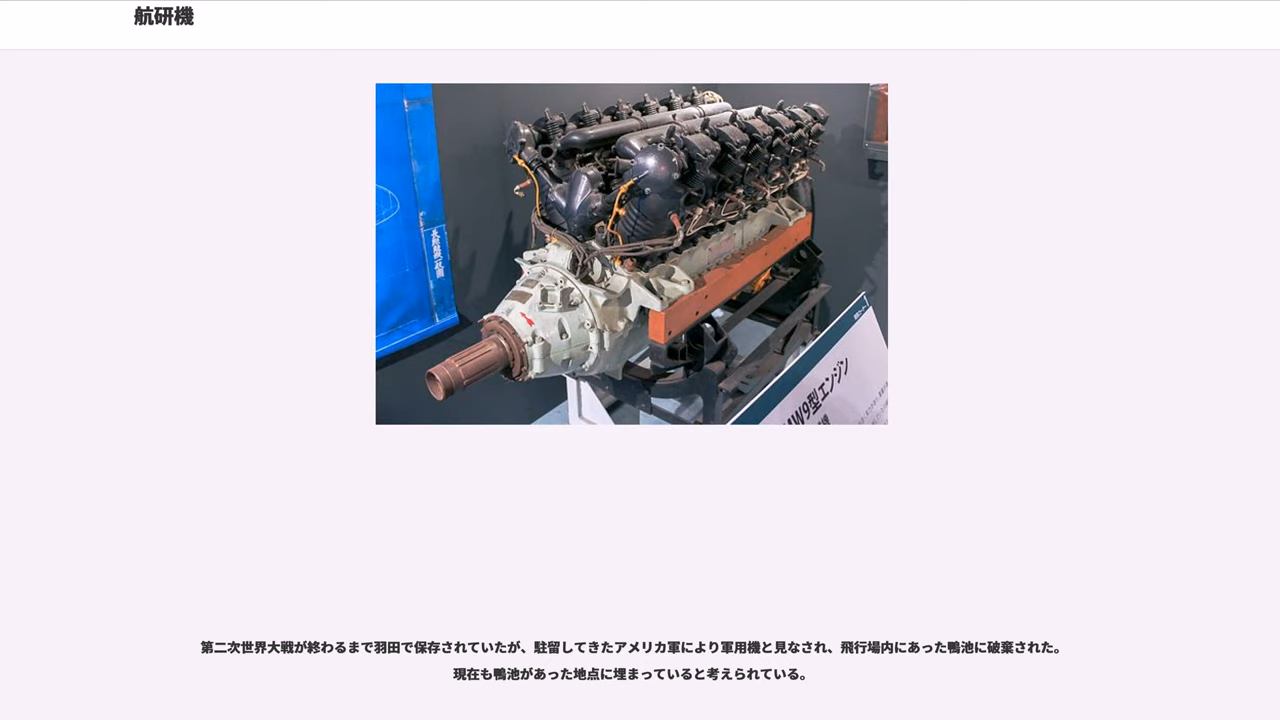 航研機
W9型エンジン
第二次世界大戦が終わるまで羽田で保存されていたが、駐留してきたアメリカ軍により軍用機と見なされ、飛行場内にあった鴨池に破棄された。
現在も鴨池があった地点に埋まっていると考えられている。